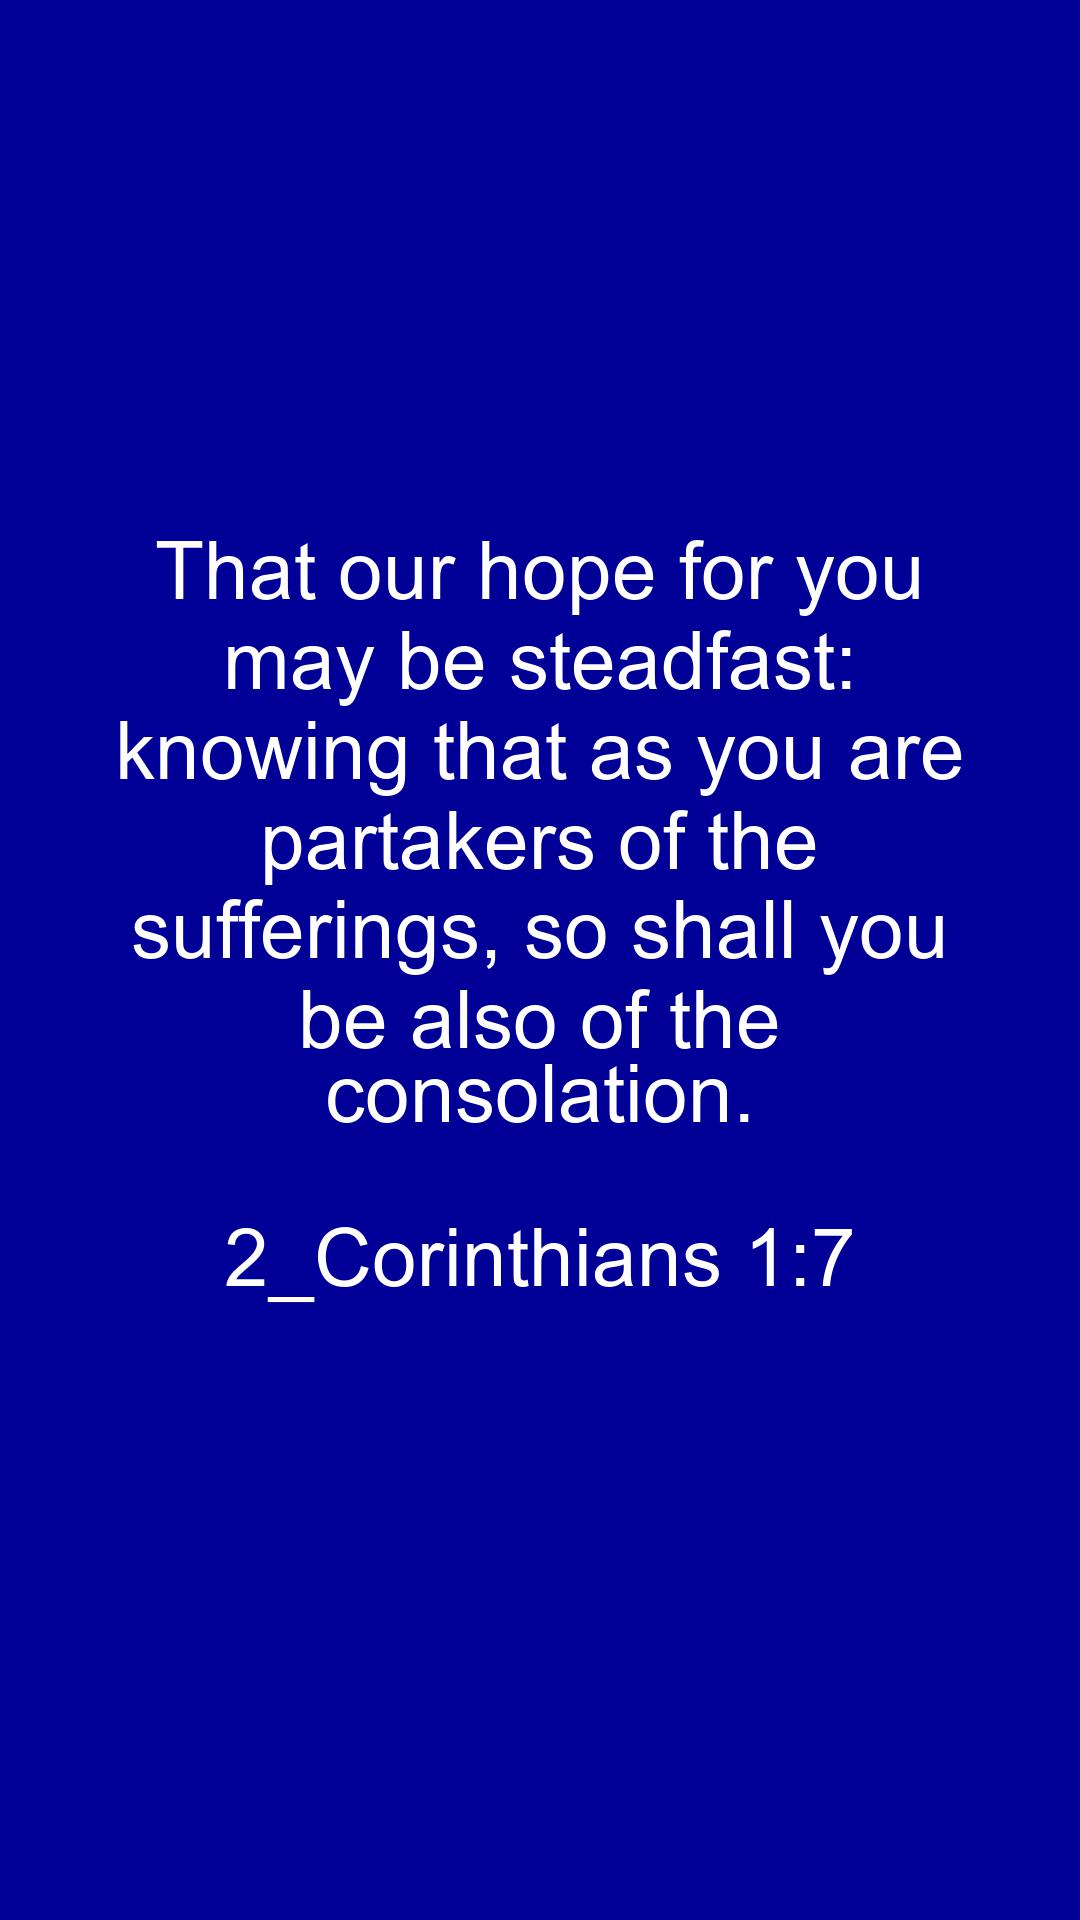 That our hope for you
may be steadfast:
knowing that as you are
partakers of the
sufferings, so shall you
be also of the
consolation.
2_Corinthians 1:7